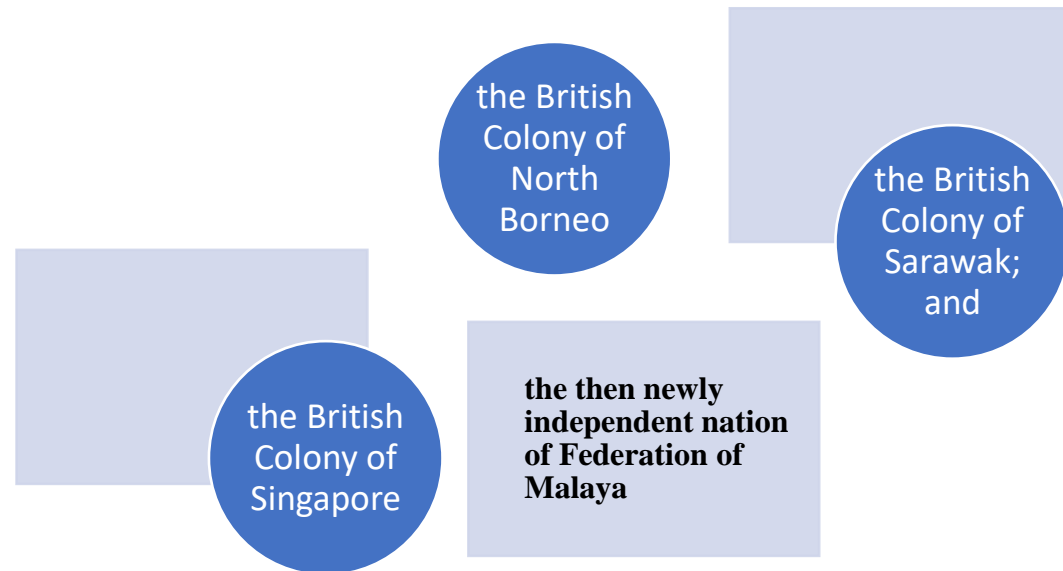 the British
Colony of
North
Borneo
the British
Colony of
Sarawak;
and
the British
Colony of
Singapore
the then newly
independent nation
of Federation of
Malaya